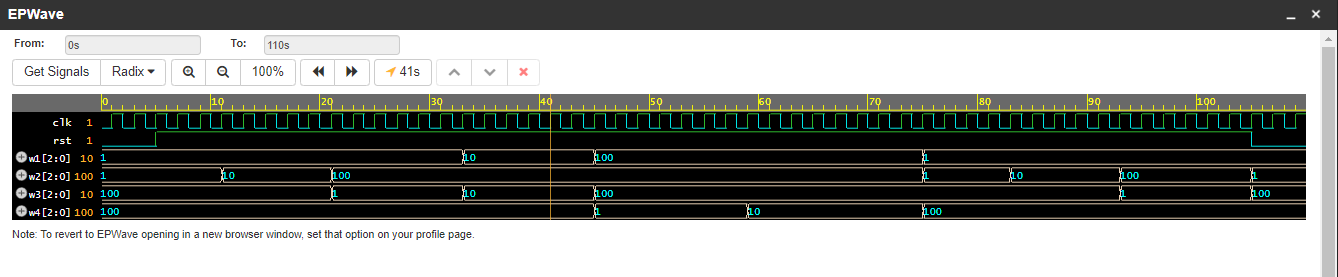 EPWave
From: 0s To: 110s
Get Signals Radix 100% 41s
0 10 20 30 40 50 60 70 80 90 100
clk 1
rst 1
w1[2:0] 10 1 10 100 1
w2[2:0] 100 1 10 100 1 10 100 1
w3[2:0] 10 100 1 10 100 1 100
w4[2:0] 100 100 1 10 100
Note: To revert to EPWave opening in a new browser window, set that option on your profile page.